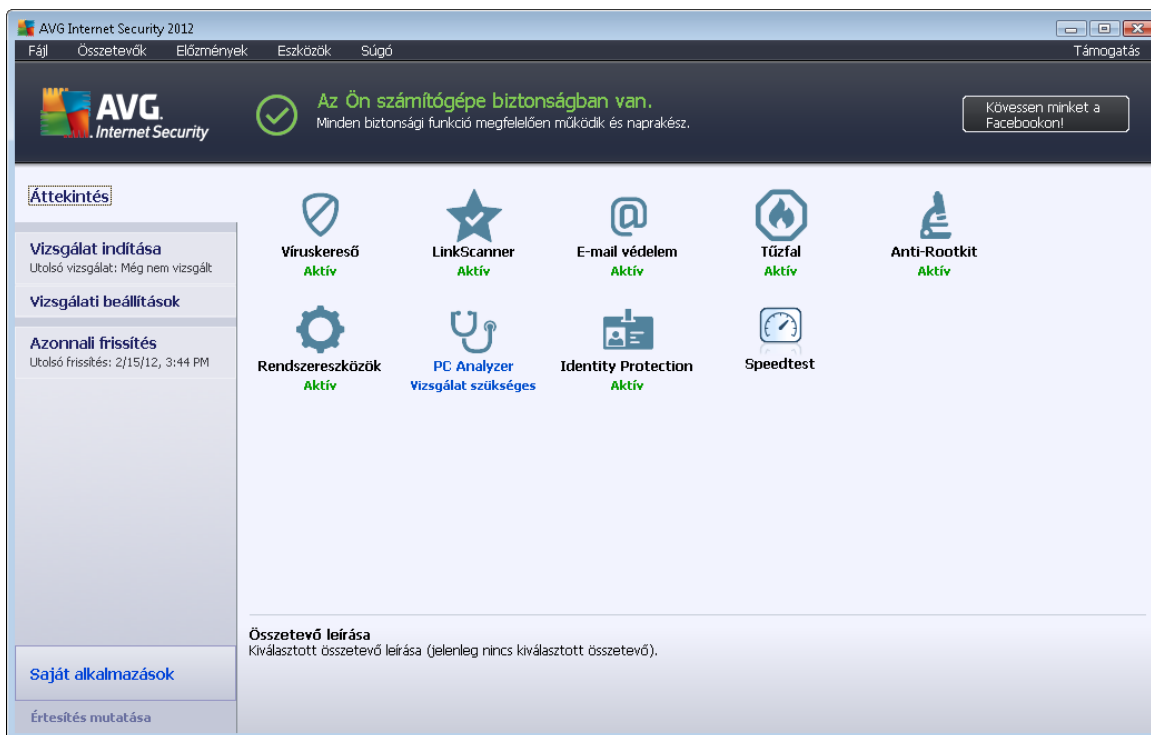 AVG Internet Security 2012
Fájl Összetevők Előzmények Eszközök Súgó Támogatás
AVG.
Internet Security
Az Ön számítógépe biztonságban van.
Minden biztonsági funkció megfelelően működik és naprakész.
Kövessen minket a
Facebookon!
Áttekintés
Vizsgálat indítása
Utolsó vizsgálat: Még nem vizsgált
Vizsgálati beállítások
Azonnali frissítés
Utolsó frissítés: 2/15/12, 3:44 PM
Víruskereső LinkScanner E-mail védelem Tűzfal Anti-Rootkit
Aktív Aktív Aktív Aktív Aktív
Rendszereszközök PC Analyzer Identity Protection Speedtest
Aktív Vizsgálat szükséges Aktív
Összetevő leírása
Kiválasztott összetevő leírása (jelenleg nincs kiválasztott összetevő).
Saját alkalmazások
Értesítés mutatása